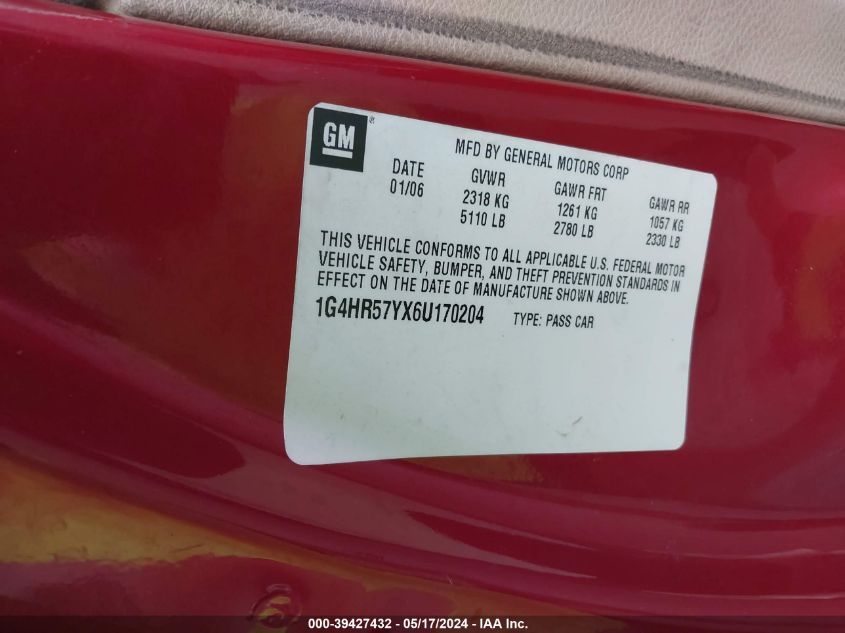 GM®
MFD BY GENERAL MOTORS CORP
DATE GVWR GAWR FRT GAWR RR
01/06 2318 KG 1261 KG 1057 KG
5110 LB 2780 LB 2330 LB
THIS VEHICLE CONFORMS TO ALL APPLICABLE U.S. FEDERAL MOTOR
VEHICLE SAFETY, BUMPER, AND THEFT PREVENTION STANDARDS IN
EFFECT ON THE DATE OF MANUFACTURE SHOWN ABOVE.
1G4HR57YX6U170204 TYPE: PASS CAR
000-39427432 - 05/17/2024 - IAA Inc.